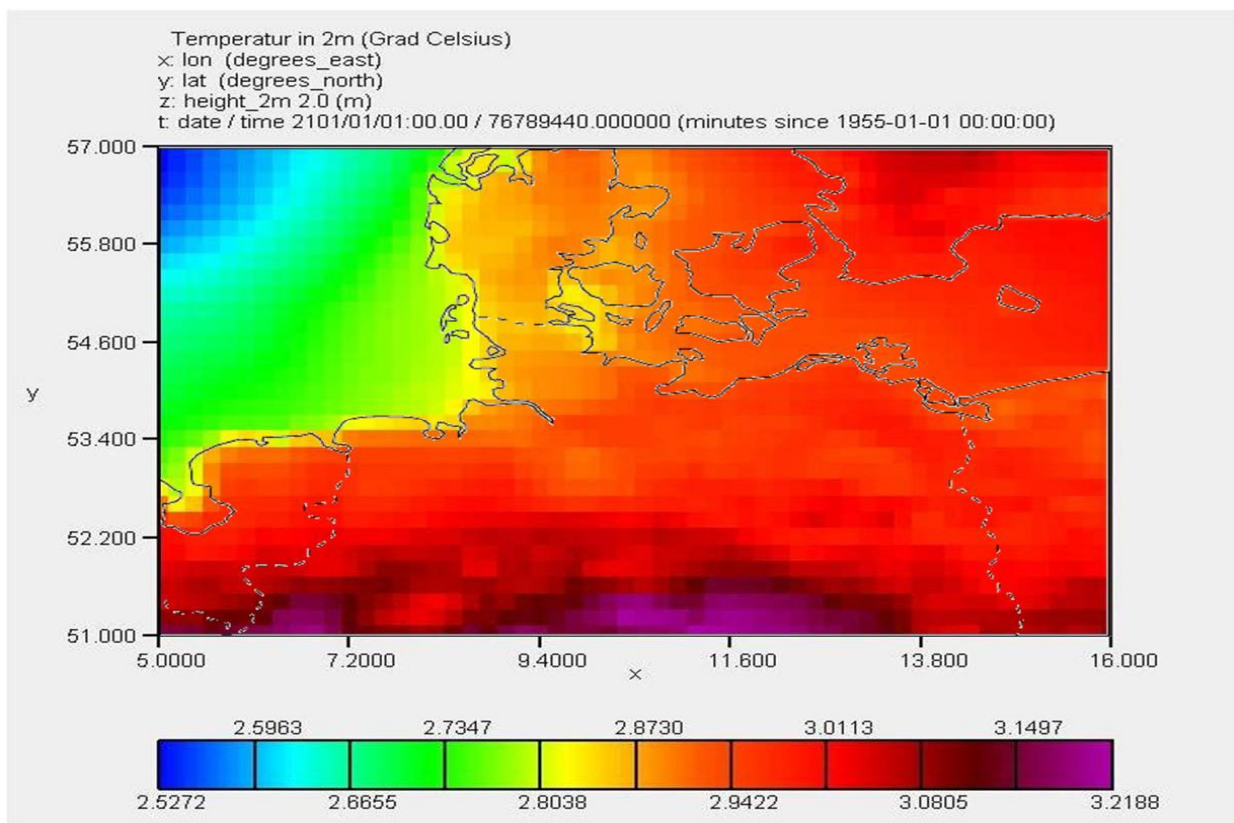 Temperatur in 2m (Grad Celsius)
x: lon (degrees_east)
y: lat (degrees_north)
z: height_2m 2.0 (m)
t: date / time 2101/01/01:00.00 / 76789440.000000 (minutes since 1955-01-01 00:00:00)
57.000
55.800
54.600
y
53.400
52.200
51.000
5.0000 7.2000 9.4000 11.600 13.800 16.000
x
2.5963 2.7347 2.8730 3.0113 3.1497
2.5272 2.6655 2.8038 2.9422 3.0805 3.2188